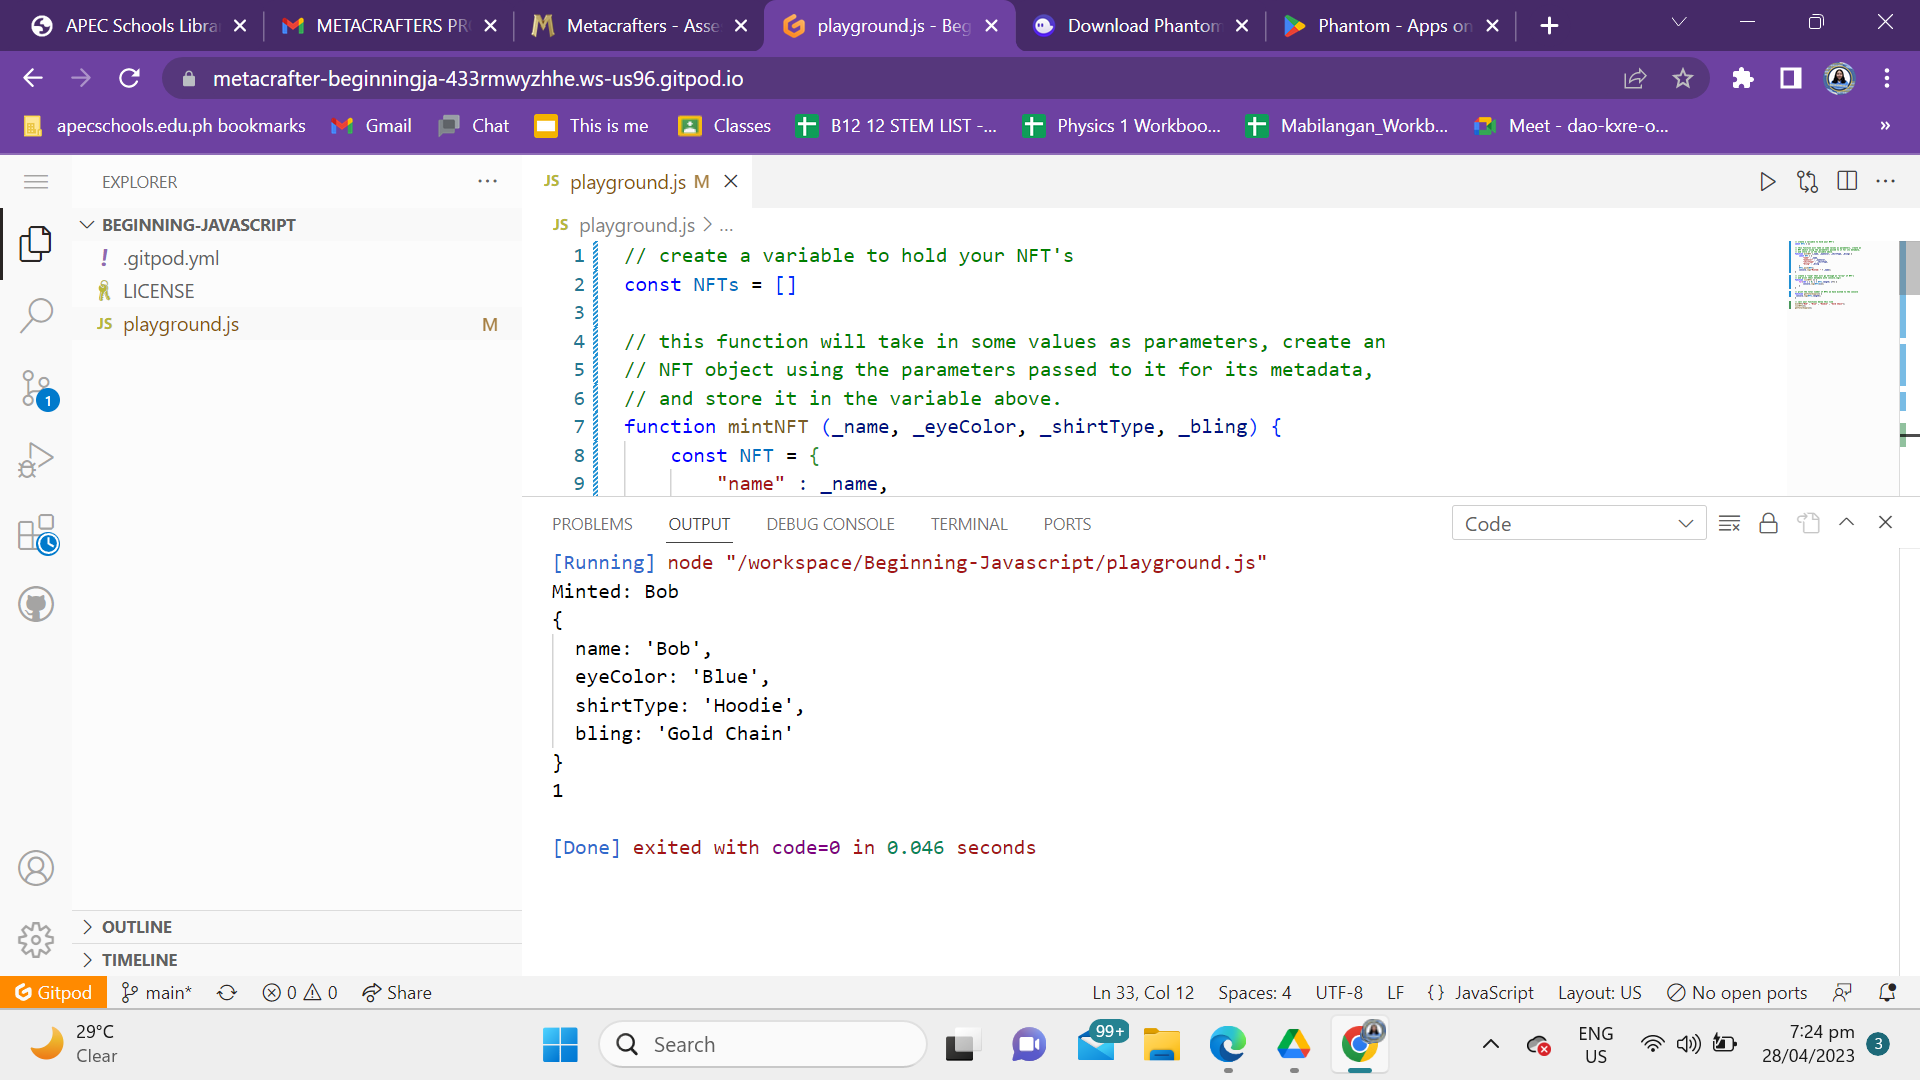 APEC Schools Libra
METACRAFTERS PR
Metacrafters - Asse
playground.js - Beg
Download Phantom
Phantom - Apps on
metacrafter-beginningja-433rmwyzhhe.ws-us96.gitpod.io
apecschools.edu.ph bookmarks
Gmail
Chat
This is me
Classes
B12 12 STEM LIST -...
Physics 1 Workboo...
Mabilangan_Workb...
Meet - dao-kxre-o...
»
EXPLORER
BEGINNING-JAVASCRIPT
! .gitpod.yml
LICENSE
JS playground.js M
1
JS playground.js M
JS playground.js > ...
1 // create a variable to hold your NFT's
2 const NFTs = []
3
4 // this function will take in some values as parameters, create an
5 // NFT object using the parameters passed to it for its metadata,
6 // and store it in the variable above.
7 function mintNFT (_name, _eyeColor, _shirtType, _bling) {
8 const NFT = {
9 "name" : _name,
PROBLEMS OUTPUT DEBUG CONSOLE TERMINAL PORTS
Code
[Running] node "/workspace/Beginning-Javascript/playground.js"
Minted: Bob
{
name: 'Bob',
eyeColor: 'Blue',
shirtType: 'Hoodie',
bling: 'Gold Chain'
}
1
[Done] exited with code=0 in 0.046 seconds
OUTLINE
TIMELINE
Gitpod main* 0 0 Share
Ln 33, Col 12 Spaces: 4 UTF-8 LF {} JavaScript Layout: US No open ports
29°C
Clear
Search
99+
ENG
US
7:24 pm
28/04/2023
3